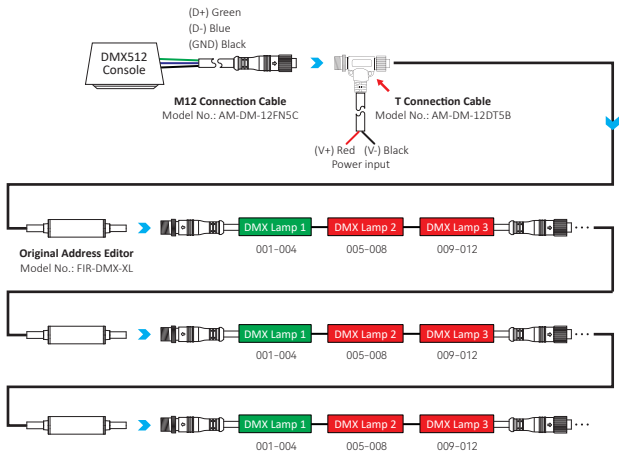 (D+) Green
(D-) Blue
(GND) Black
DMX512
Console
M12 Connection Cable
Model No.: AM-DM-12FN5C
T Connection Cable
Model No.: AM-DM-12DT5B
(V+) Red (V-) Black
Power input
DMX Lamp 1 DMX Lamp 2 DMX Lamp 3
001-004 005-008 009-012
Original Address Editor
Model No.: FIR-DMX-XL
DMX Lamp 1 DMX Lamp 2 DMX Lamp 3
001-004 005-008 009-012
DMX Lamp 1 DMX Lamp 2 DMX Lamp 3
001-004 005-008 009-012